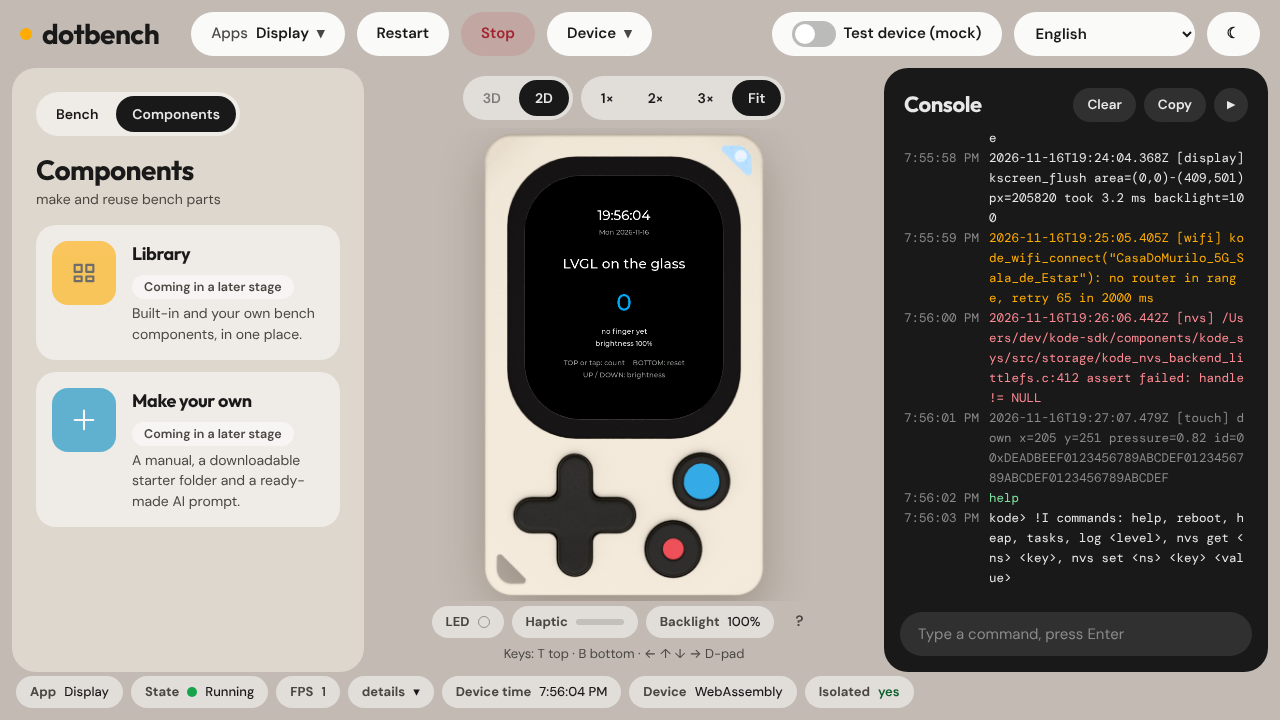 dotbench
Apps Display ▾
Restart
Stop
Device ▾
Test device (mock)
English
Bench
Components
Components
make and reuse bench parts
Library
Coming in a later stage
Built-in and your own bench
components, in one place.
Make your own
Coming in a later stage
A manual, a downloadable
starter folder and a ready-
made AI prompt.
3D
2D
1×
2×
3×
Fit
19:56:04
Mon 2026-11-16
LVGL on the glass
0
no finger yet
brightness 100%
TOP or tap: count BOTTOM: reset
UP / DOWN: brightness
LED
Haptic
Backlight 100%
?
Keys: T top · B bottom · ← ↑ ↓ → D-pad
Console
Clear
Copy
e
7:55:58 PM 2026-11-16T19:24:04.368Z [display]
kscreen_flush area=(0,0)-(409,501)
px=205820 took 3.2 ms backlight=10
0
7:55:59 PM 2026-11-16T19:25:05.405Z [wifi] ko
de_wifi_connect("CasaDoMurilo_5G_S
ala_de_Estar"): no router in rang
e, retry 65 in 2000 ms
7:56:00 PM 2026-11-16T19:26:06.442Z [nvs] /Us
ers/dev/kode-sdk/components/kode_s
ys/src/storage/kode_nvs_backend_li
ttlefs.c:412 assert failed: handle
!= NULL
7:56:01 PM 2026-11-16T19:27:07.479Z [touch] d
own x=205 y=251 pressure=0.82 id=0
0xDEADBEEF0123456789ABCDEF01234567
89ABCDEF0123456789ABCDEF
7:56:02 PM help
7:56:03 PM kode> !I commands: help, reboot, h
eap, tasks, log <level>, nvs get <
ns> <key>, nvs set <ns> <key> <val
ue>
Type a command, press Enter
App Display
State Running
FPS 1
details ▾
Device time 7:56:04 PM
Device WebAssembly
Isolated yes